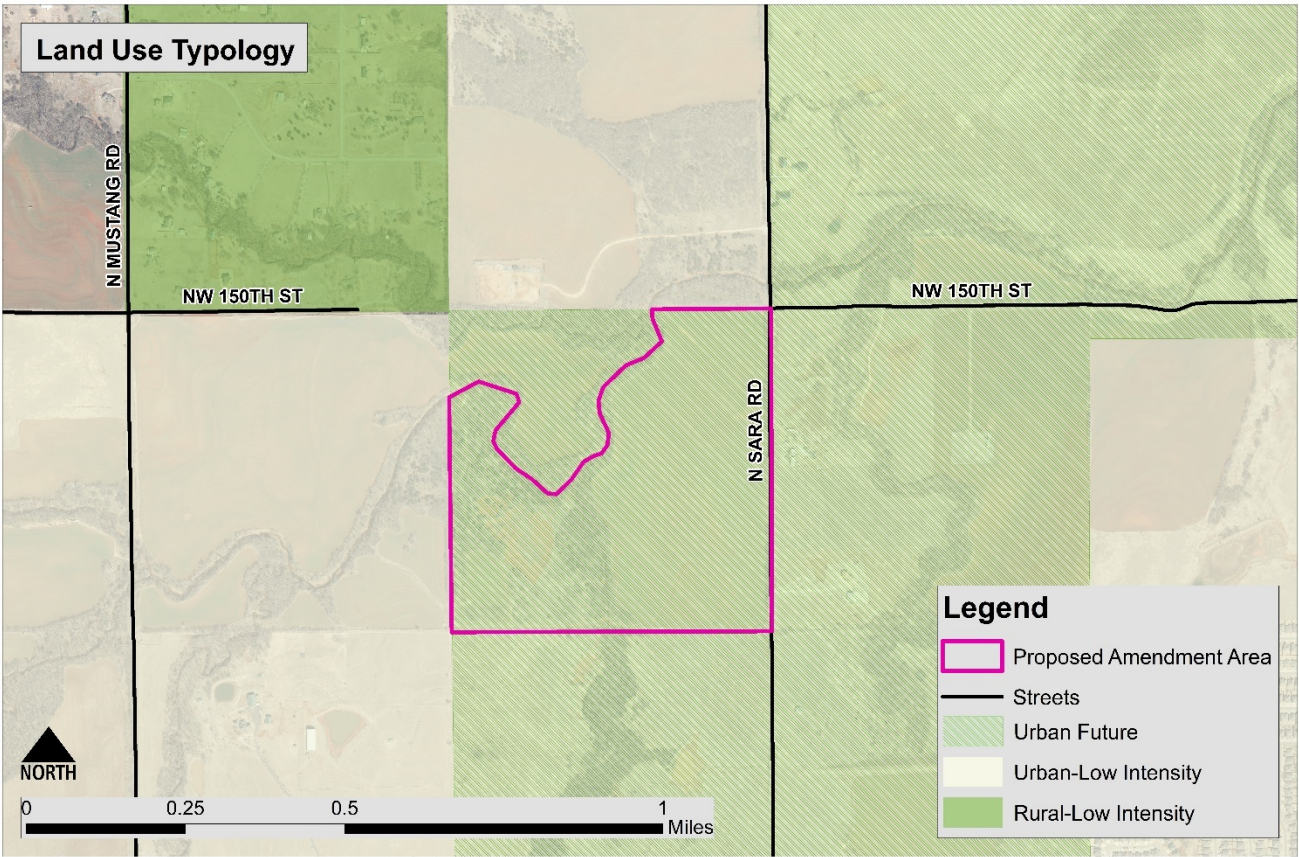 Land Use Typology
N MUSTANG RD
NW 150TH ST
NW 150TH ST
N SARA RD
Legend
Proposed Amendment Area
Streets
Urban Future
Urban-Low Intensity
Rural-Low Intensity
NORTH
0 0.25 0.5 1
Miles